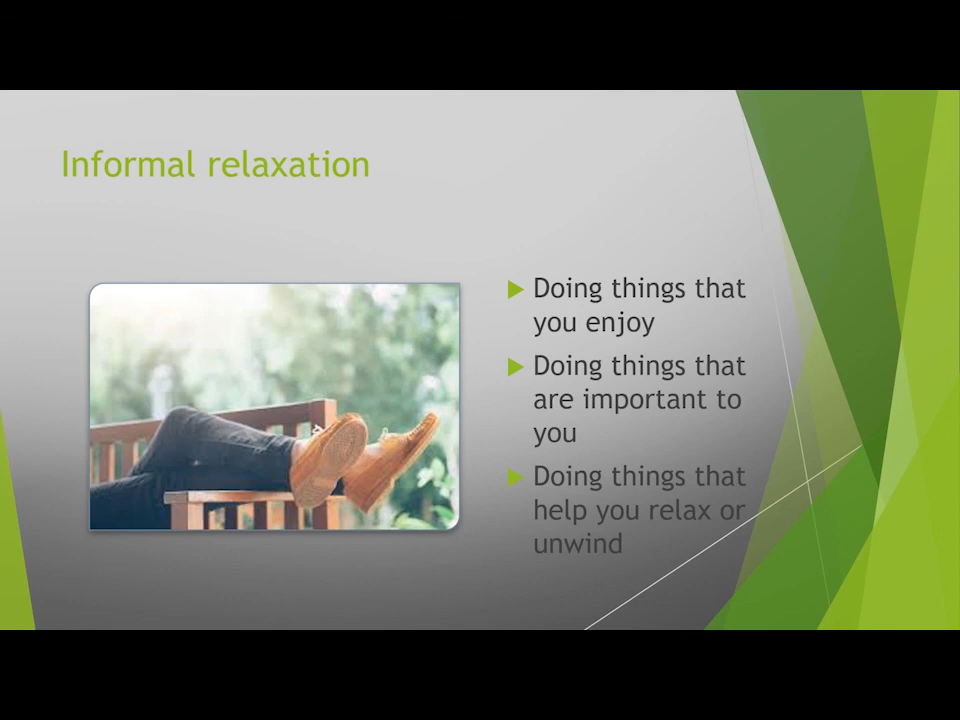 Informal relaxation
Doing things that
you enjoy
Doing things that
are important to
you
Doing things that
help you relax or
unwind